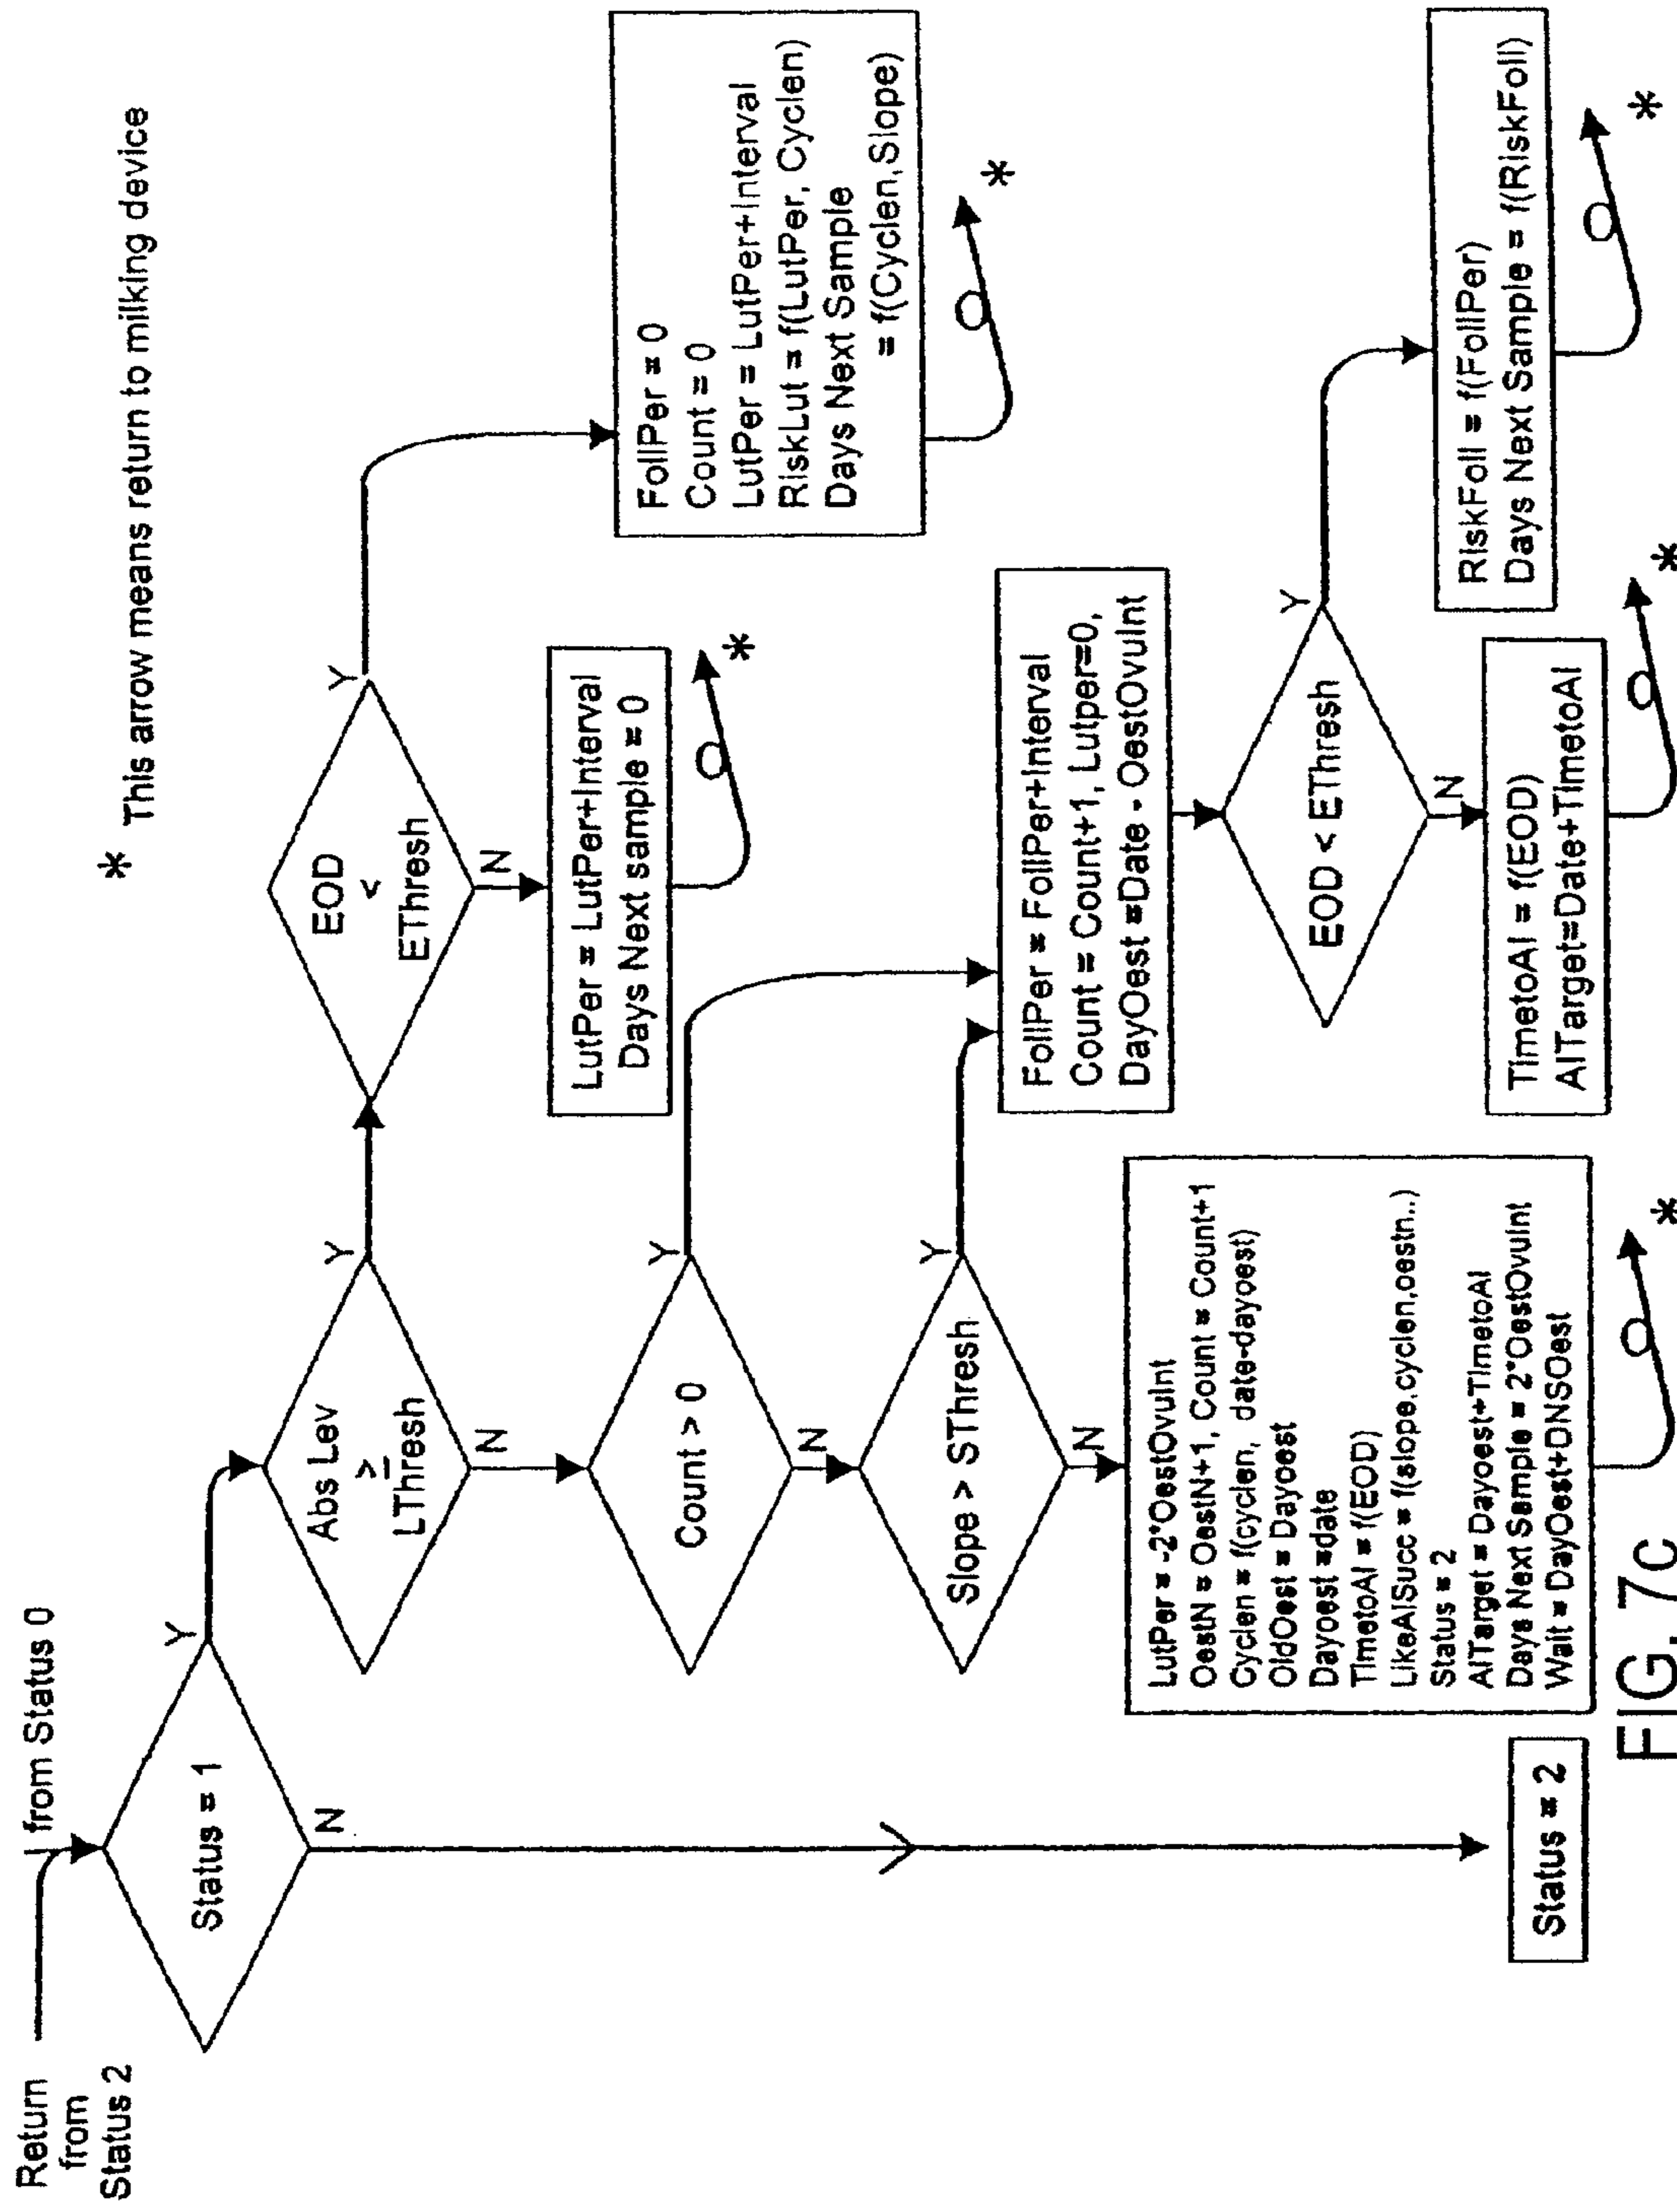 Return
from
Status 2
from Status 0
* This arrow means return to milking device
Status = 1
Y
N
Abs Lev
≥
LThresh
Y
N
EOD
<
EThresh
Y
N
FollPer = 0
Count = 0
LutPer = LutPer+Interval
RiskLut = f(LutPer, Cyclen)
Days Next Sample
= f(Cyclen,Slope)
*
LutPer = LutPer+Interval
Days Next sample = 0
*
Count > 0
Y
N
Slope > SThresh
Y
N
FollPer = FollPer+Interval
Count = Count+1, Lutper=0,
DayOest =Date - OestOvuInt
EOD < EThresh
Y
N
RiskFoll = f(FollPer)
Days Next Sample = f(RiskFoll)
*
TimetoAI = f(EOD)
AITarget=Date+TimetoAI
*
LutPer = -2*OestOvuInt
OestN = OestN+1, Count = Count+1
Cyclen = f(cyclen, date-dayoest)
OldOest = Dayoest
Dayoest =date
TimetoAI = f(EOD)
LikeAISucc = f(slope,cyclen,oestn..)
Status = 2
AITarget = Dayoest+TimetoAI
Days Next Sample = 2*OestOvuInt
Wait = DayOest+DNSOest
*
Status = 2
FIG. 7c